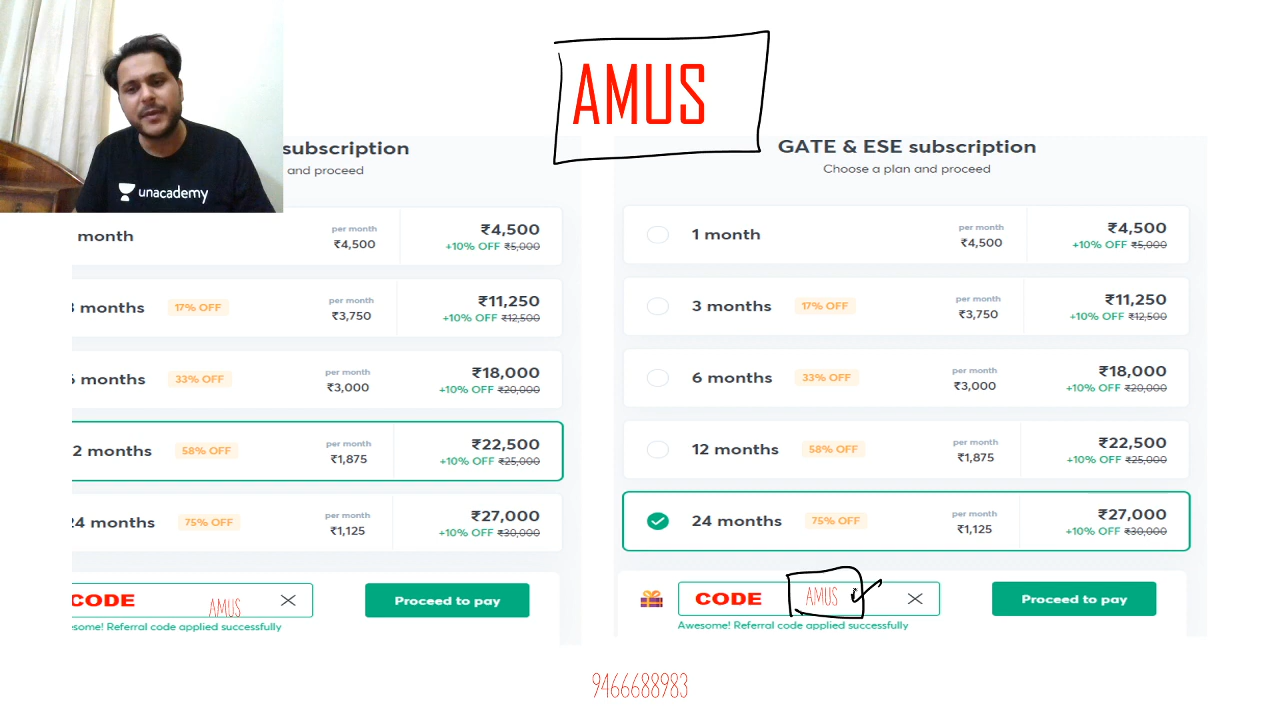 AMUS
unacademy
subscription
and proceed
month
per month
₹4,500
₹4,500
+10% OFF ₹5,000
months
17% OFF
per month
₹3,750
₹11,250
+10% OFF ₹12,500
months
33% OFF
per month
₹3,000
₹18,000
+10% OFF ₹20,000
2 months
58% OFF
per month
₹1,875
₹22,500
+10% OFF ₹25,000
24 months
75% OFF
per month
₹1,125
₹27,000
+10% OFF ₹30,000
CODE
AMUS
Proceed to pay
esome! Referral code applied successfully
GATE & ESE subscription
Choose a plan and proceed
1 month
per month
₹4,500
₹4,500
+10% OFF ₹5,000
3 months
17% OFF
per month
₹3,750
₹11,250
+10% OFF ₹12,500
6 months
33% OFF
per month
₹3,000
₹18,000
+10% OFF ₹20,000
12 months
58% OFF
per month
₹1,875
₹22,500
+10% OFF ₹25,000
24 months
75% OFF
per month
₹1,125
₹27,000
+10% OFF ₹30,000
CODE
AMUS
Proceed to pay
Awesome! Referral code applied successfully
9466688983